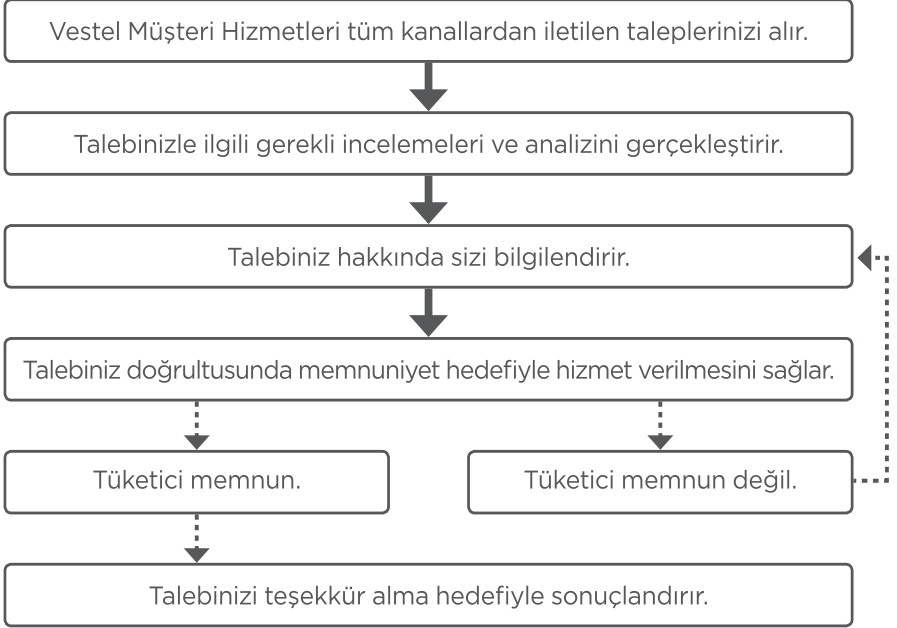 Vestel Müşteri Hizmetleri tüm kanallardan iletilen taleplerinizi alır.
Talebinizle ilgili gerekli incelemeleri ve analizini gerçekleştirir.
Talebiniz hakkında sizi bilgilendirir.
Talebiniz doğrultusunda memnuniyet hedefiyle hizmet verilmesini sağlar.
Tüketici memnun.
Tüketici memnun değil.
Talebinizi teşekkür alma hedefiyle sonuçlandırır.